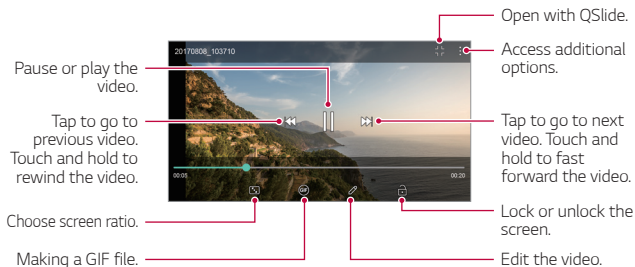 Open with QSlide.
Access additional
options.
20170808_103710
Pause or play the
video.
Tap to go to
previous video.
Touch and hold to
rewind the video.
Tap to go to next
video. Touch and
hold to fast
forward the video.
00:05
00:20
GIF
Choose screen ratio.
Lock or unlock the
screen.
Making a GIF file.
Edit the video.